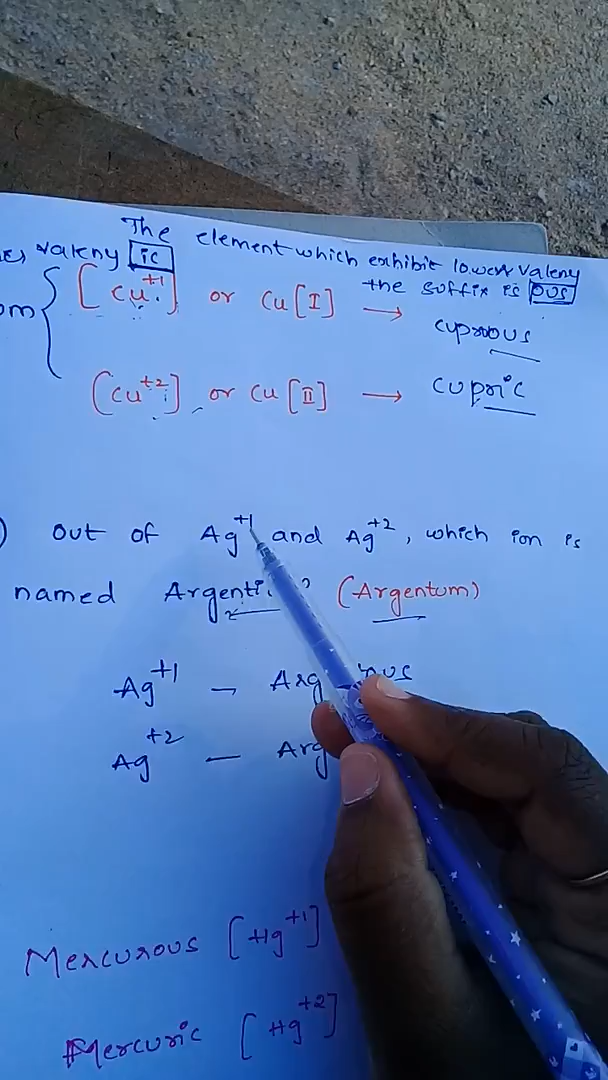 The element which exhibit lower valeny
valeny ic the suffix is ous
[Cu+1] or Cu[I] → cuprous
(Cu+2) or Cu[II] → cupric
out of Ag+1 and Ag+2, which ion is
named (Argentum)
Ag+1 –
Ag+2 –
Mercurous [Hg+1]
Mercuric [Hg+2]